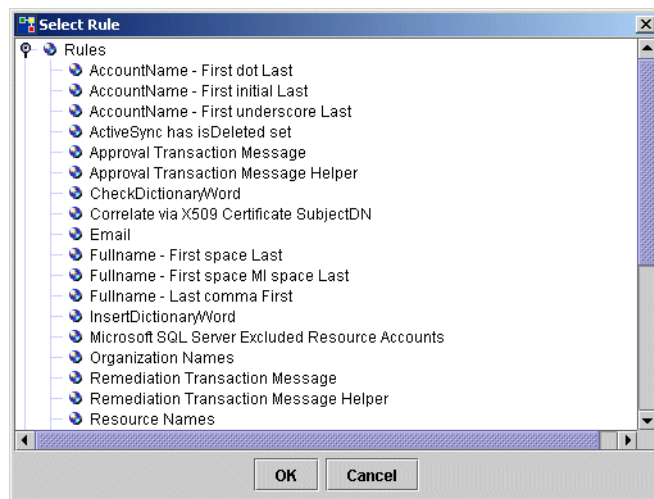 Select Rule
Rules
AccountName - First dot Last
AccountName - First initial Last
AccountName - First underscore Last
ActiveSync has isDeleted set
Approval Transaction Message
Approval Transaction Message Helper
CheckDictionaryWord
Correlate via X509 Certificate SubjectDN
Email
Fullname - First space Last
Fullname - First space MI space Last
Fullname - Last comma First
InsertDictionaryWord
Microsoft SQL Server Excluded Resource Accounts
Organization Names
Remediation Transaction Message
Remediation Transaction Message Helper
Resource Names
OK Cancel